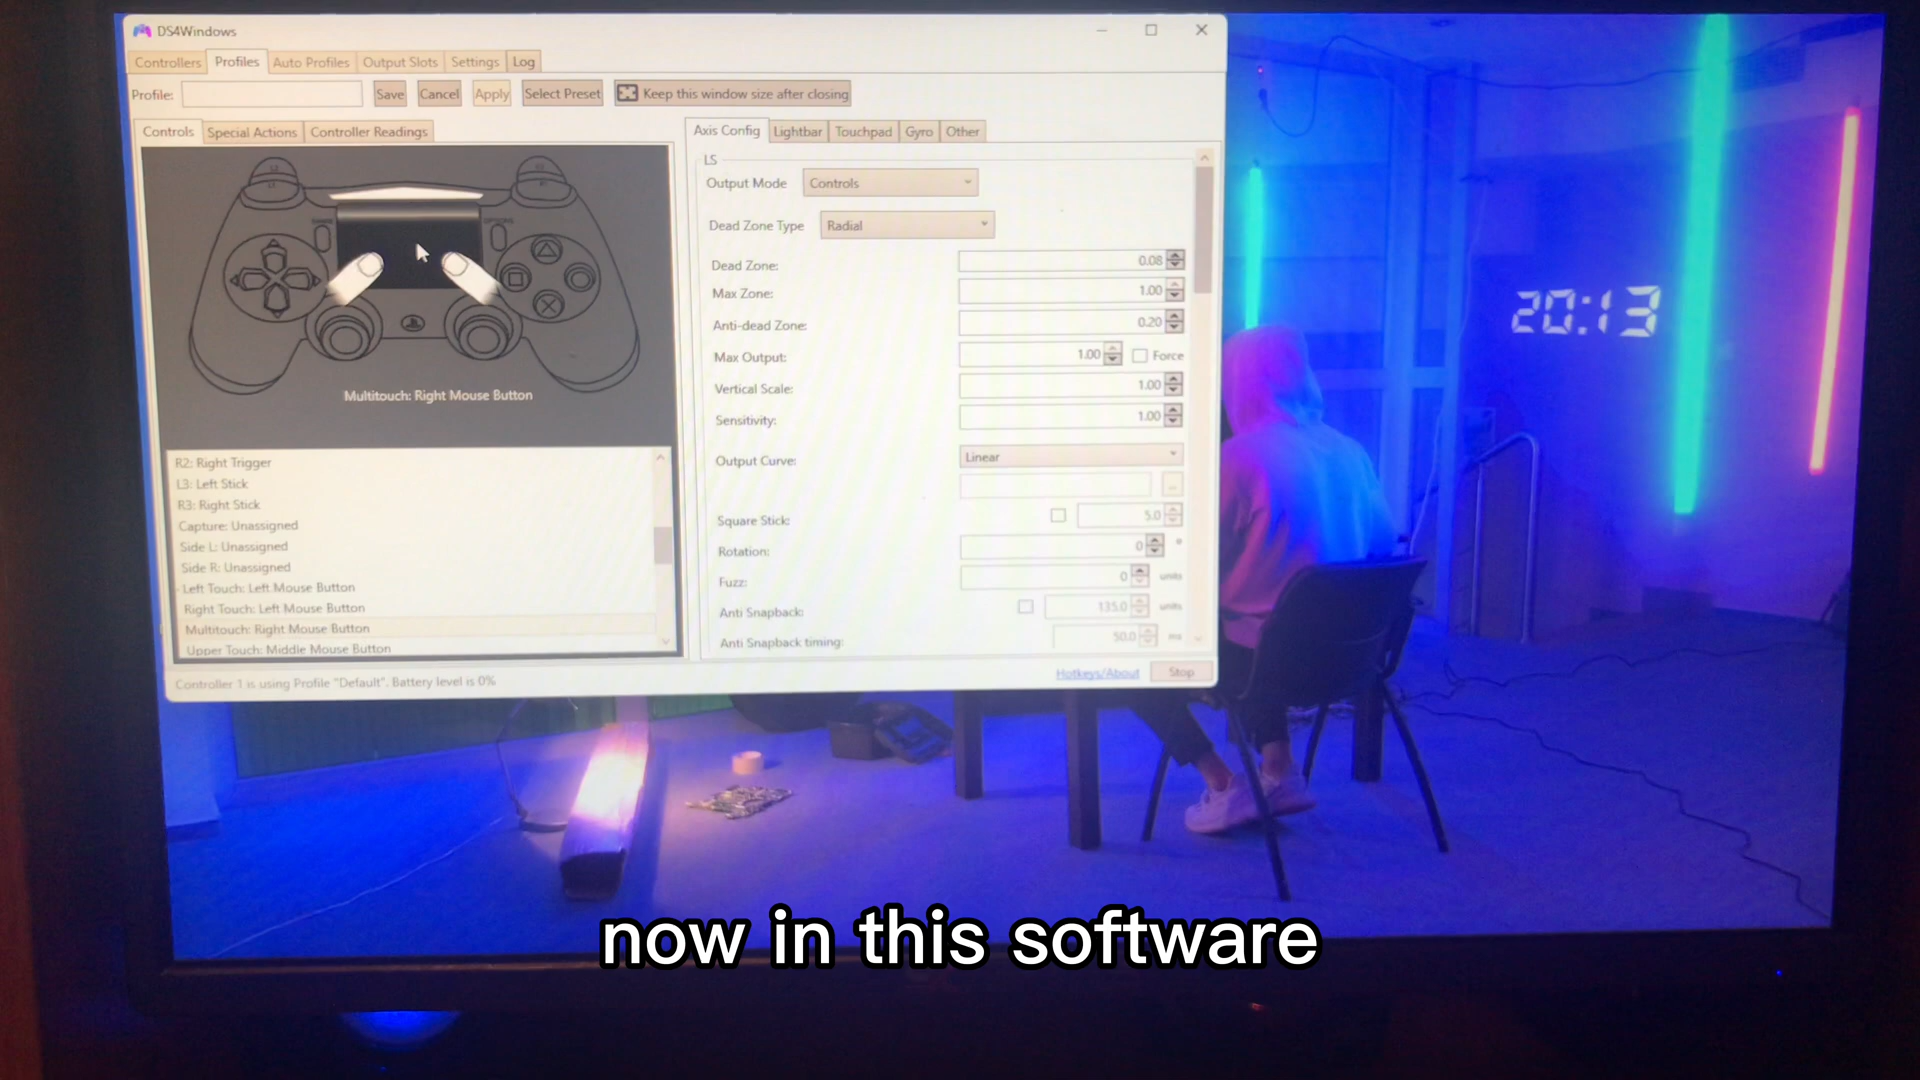 DS4Windows
Controllers Profiles Auto Profiles Output Slots Settings Log
Profile: Save Cancel Apply Select Preset Keep this window size after closing
Controls Special Actions Controller Readings
Axis Config Lightbar Touchpad Gyro Other
LS
Output Mode Controls
Dead Zone Type Radial
Dead Zone: 0.08
Max Zone: 1.00
Anti-dead Zone: 0.20
Max Output: 1.00 Force
Vertical Scale: 1.00
Sensitivity: 1.00
Output Curve: Linear
...
Square Stick: 5.0
Rotation: 0 °
Fuzz: 0 units
Anti Snapback: 135.0 units
Anti Snapback timing: 50.0 ms
OPTIONS
Multitouch: Right Mouse Button
R2: Right Trigger
L3: Left Stick
R3: Right Stick
Capture: Unassigned
Side L: Unassigned
Side R: Unassigned
Left Touch: Left Mouse Button
Right Touch: Left Mouse Button
Multitouch: Right Mouse Button
Upper Touch: Middle Mouse Button
Controller 1 is using Profile "Default". Battery level is 0%
Hotkeys/About Stop
20:13
now in this software